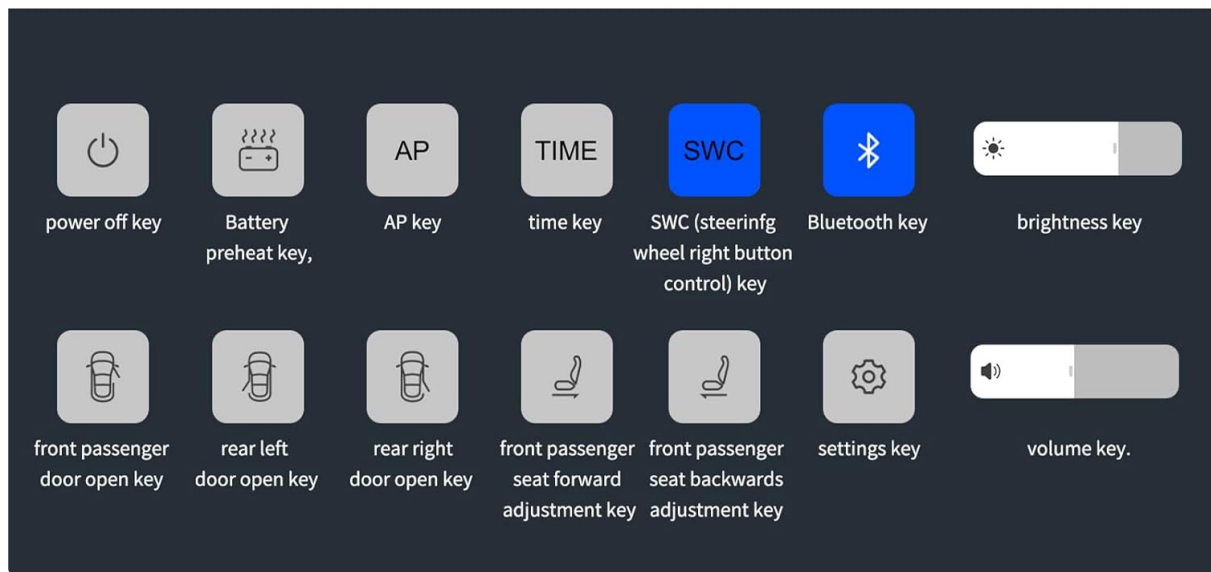 AP
TIME
SWC
power off key
Battery
preheat key,
AP key
time key
SWC (steerinfg
wheel right button
control) key
Bluetooth key
brightness key
front passenger
door open key
rear left
door open key
rear right
door open key
front passenger
seat forward
adjustment key
front passenger
seat backwards
adjustment key
settings key
volume key.